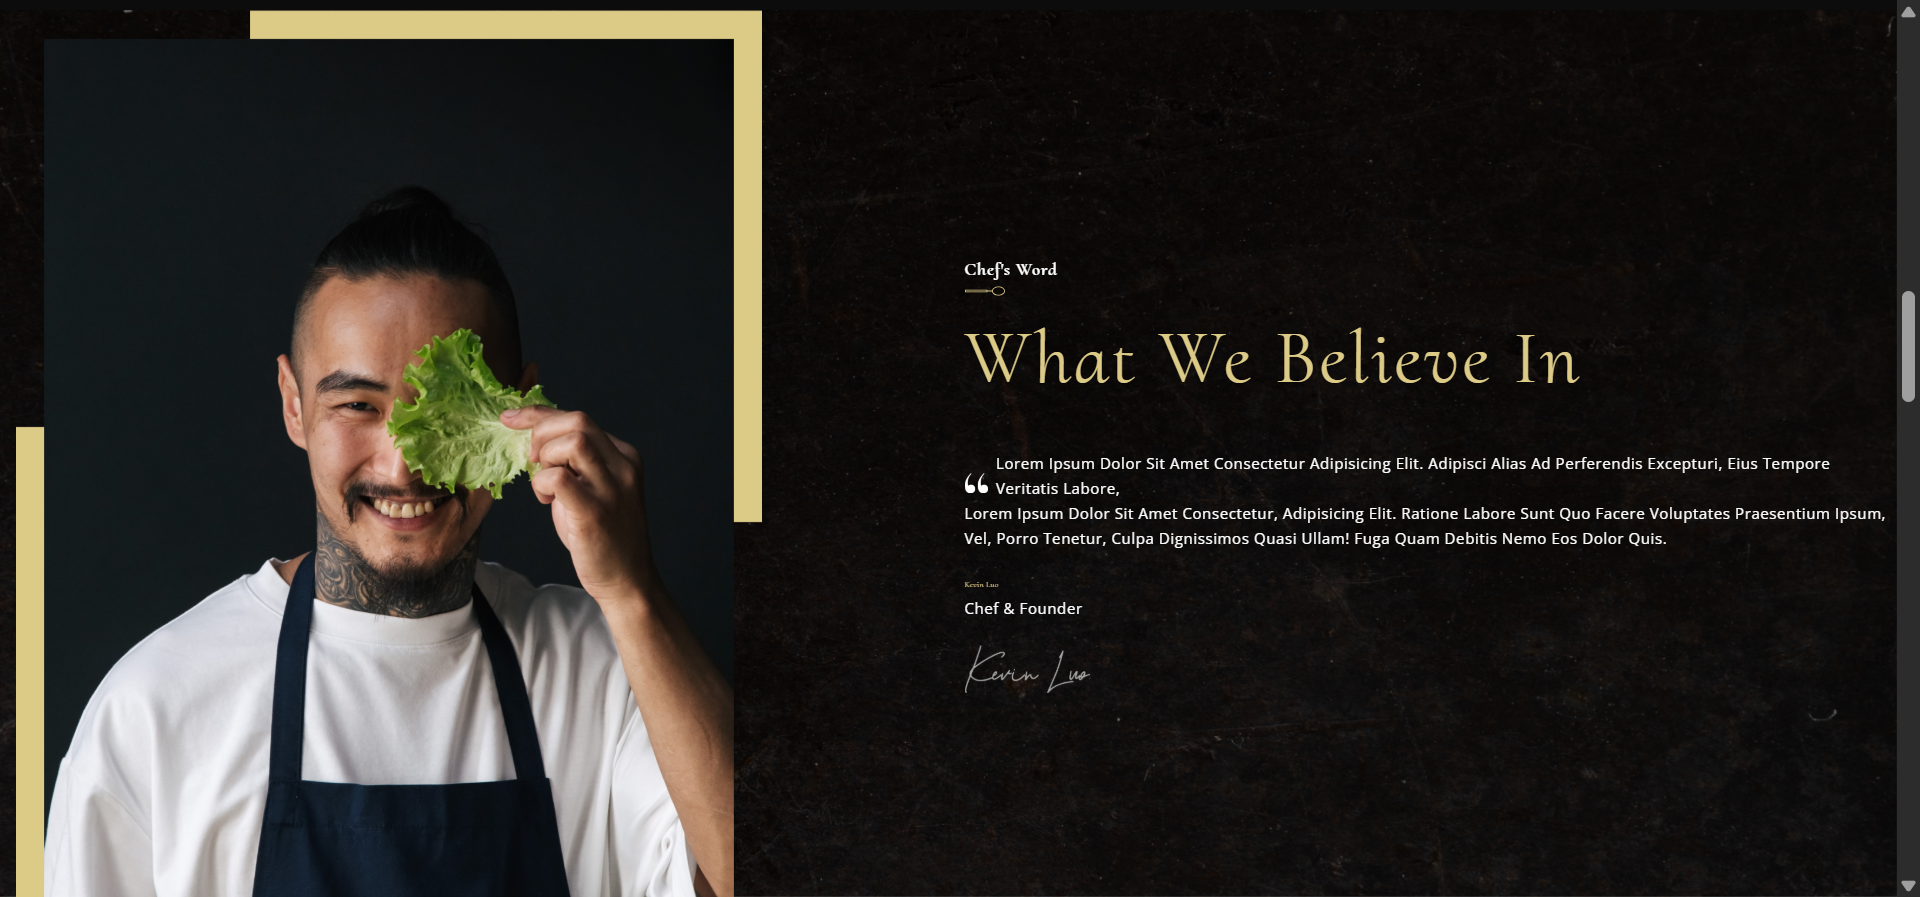 Chef's Word
What We Believe In
Lorem Ipsum Dolor Sit Amet Consectetur Adipisicing Elit. Adipisci Alias Ad Perferendis Excepturi, Eius Tempore
“ Veritatis Labore,
Lorem Ipsum Dolor Sit Amet Consectetur, Adipisicing Elit. Ratione Labore Sunt Quo Facere Voluptates Praesentium Ipsum,
Vel, Porro Tenetur, Culpa Dignissimos Quasi Ullam! Fuga Quam Debitis Nemo Eos Dolor Quis.
Kevin Luo
Chef & Founder
Kevin Luo